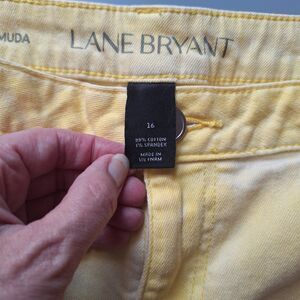 MUDA LANE BRYANT
16
99% COTTON
1% SPANDEX
MADE IN
VIETNAM